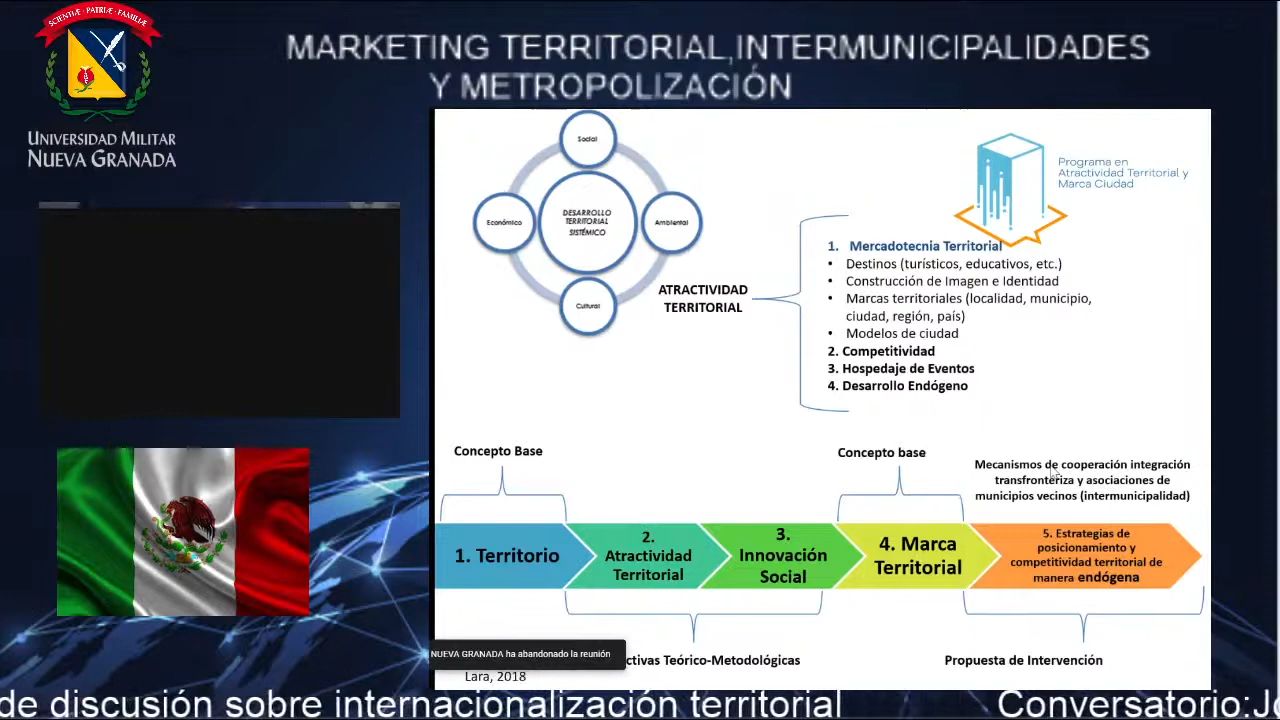 SCIENTIÆ · PATRIÆ · FAMILIÆ
UNIVERSIDAD MILITAR
NUEVA GRANADA
MARKETING TERRITORIAL,INTERMUNICIPALIDADES
Y METROPOLIZACIÓN
Social
Económico
DESARROLLO
TERRITORIAL
SISTÉMICO
Ambiental
Cultural
Programa en
Atractividad Territorial y
Marca Ciudad
ATRACTIVIDAD
TERRITORIAL
1. Mercadotecnia Territorial
• Destinos (turísticos, educativos, etc.)
• Construcción de Imagen e Identidad
• Marcas territoriales (localidad, municipio,
ciudad, región, país)
• Modelos de ciudad
2. Competitividad
3. Hospedaje de Eventos
4. Desarrollo Endógeno
Concepto Base
Concepto base
Mecanismos de cooperación integración
transfronteriza y asociaciones de
municipios vecinos (intermunicipalidad)
1. Territorio
2.
Atractividad
Territorial
3.
Innovación
Social
4. Marca
Territorial
5. Estrategias de
posicionamiento y
competitividad territorial de
manera endógena
NUEVA GRANADA ha abandonado la reunión
ctivas Teórico-Metodológicas
Propuesta de Intervención
Lara, 2018
de discusión sobre internacionalización territorial
Conversatorio:J